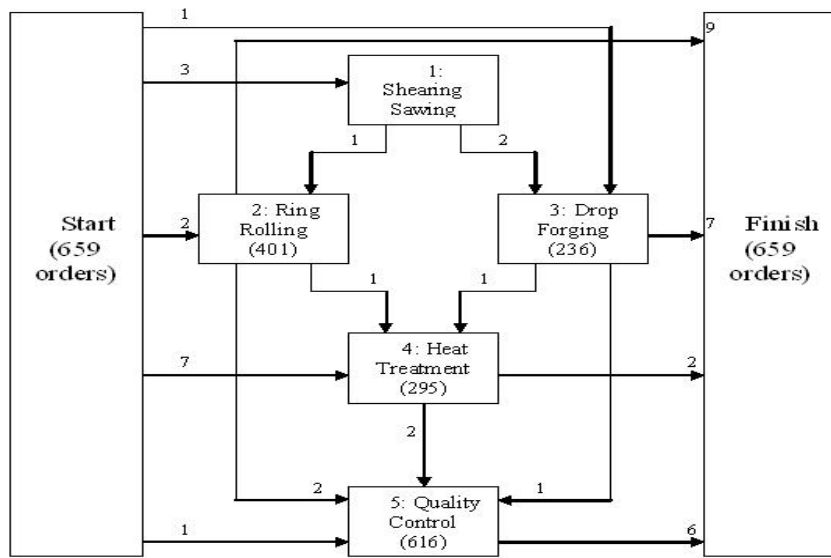 1
9
3
1:
Shearing
Sawing
1
2
Start
(659
orders)
2
2: Ring
Rolling
(401)
3: Drop
Forging
(236)
7
Finish
(659
orders)
1
1
7
4: Heat
Treatment
(295)
2
2
2
1
5: Quality
Control
(616)
1
6